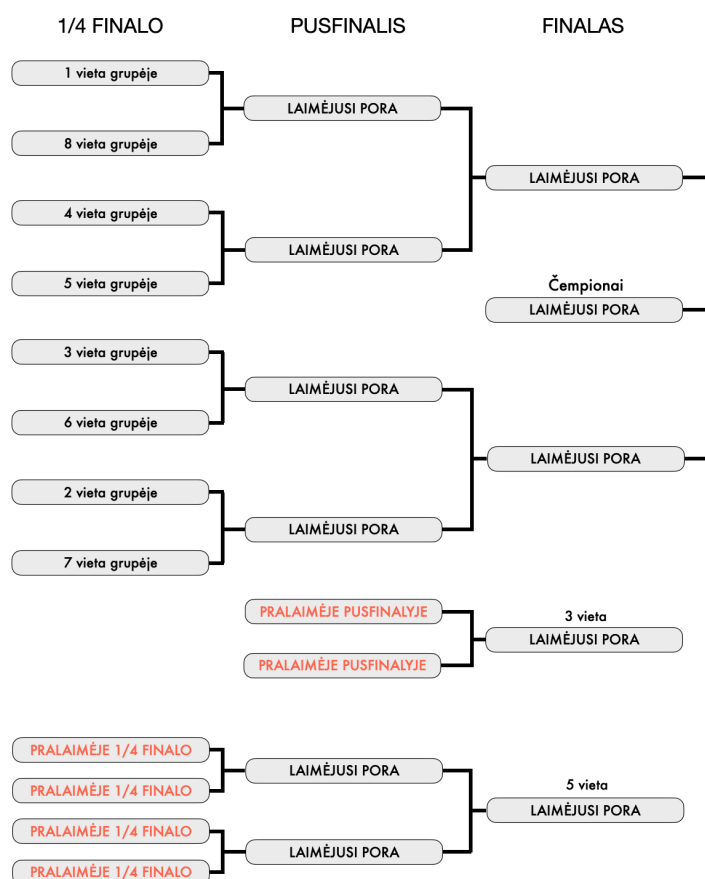 1/4 FINALO
PUSFINALIS
FINALAS
1 vieta grupėje
LAIMĖJUSI PORA
8 vieta grupėje
LAIMĖJUSI PORA
4 vieta grupėje
LAIMĖJUSI PORA
5 vieta grupėje
Čempionai
LAIMĖJUSI PORA
3 vieta grupėje
LAIMĖJUSI PORA
6 vieta grupėje
LAIMĖJUSI PORA
2 vieta grupėje
LAIMĖJUSI PORA
7 vieta grupėje
PRALAIMĖJE PUSFINALYJE
3 vieta
LAIMĖJUSI PORA
PRALAIMĖJE PUSFINALYJE
PRALAIMĖJE 1/4 FINALO
LAIMĖJUSI PORA
PRALAIMĖJE 1/4 FINALO
5 vieta
LAIMĖJUSI PORA
PRALAIMĖJE 1/4 FINALO
LAIMĖJUSI PORA
PRALAIMĖJE 1/4 FINALO